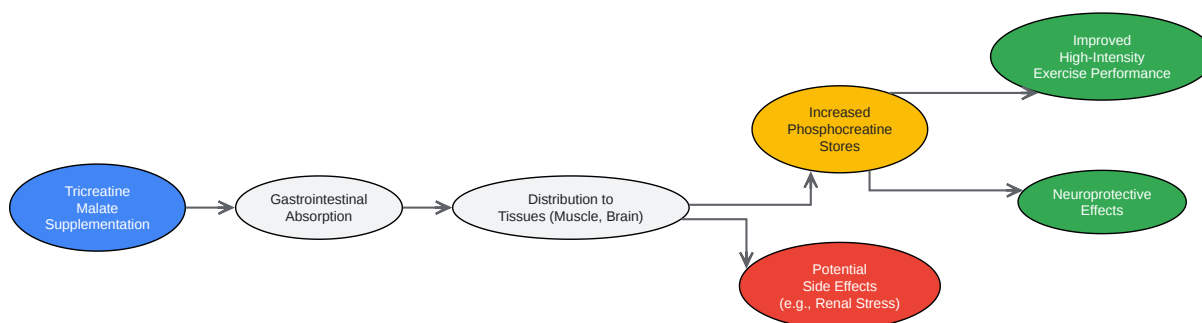 Tricreatine
Malate
Supplementation
Gastrointestinal
Absorption
Distribution to
Tissues (Muscle, Brain)
Increased
Phosphocreatine
Stores
Improved
High-Intensity
Exercise Performance
Neuroprotective
Effects
Potential
Side Effects
(e.g., Renal Stress)